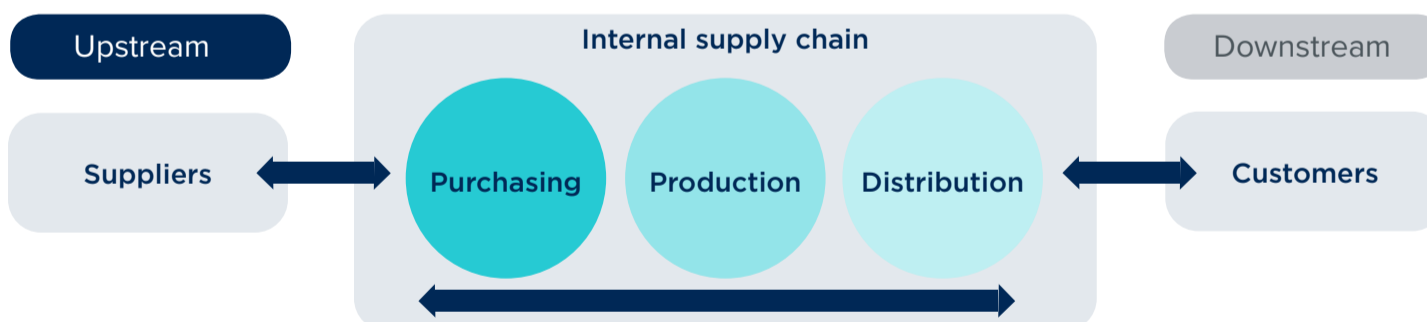 Upstream
Internal supply chain
Downstream
Suppliers
Purchasing
Production
Distribution
Customers